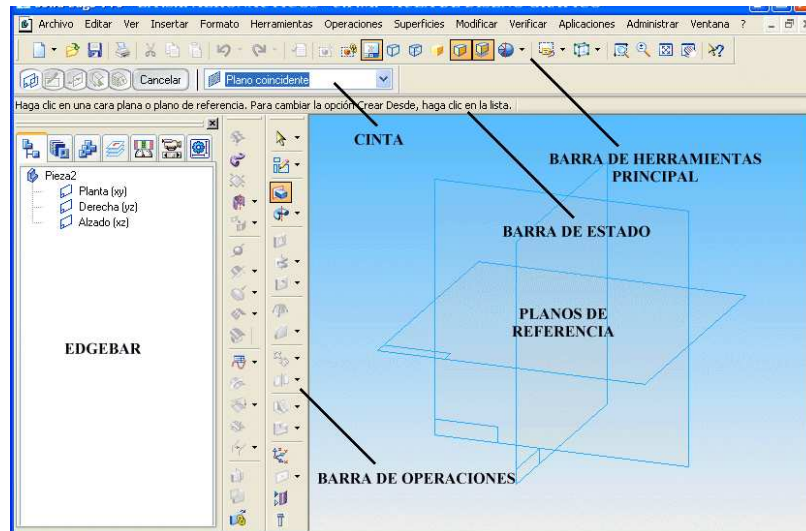 Archivo Editar Ver Insertar Formato Herramientas Operaciones Superficies Modificar Verificar Aplicaciones Administrar Ventana ?
Cancelar Plano coincidente
Haga clic en una cara plana o plano de referencia. Para cambiar la opción Crear Desde, haga clic en la lista.
CINTA
BARRA DE HERRAMIENTAS
PRINCIPAL
Pieza2
Planta (xy)
Derecha (yz)
Alzado (xz)
BARRA DE ESTADO
PLANOS DE
REFERENCIA
EDGEBAR
BARRA DE OPERACIONES